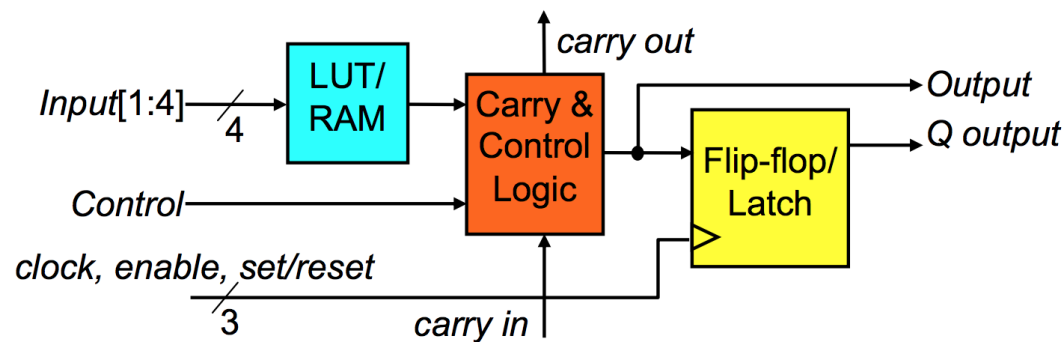 carry out
LUT/
RAM
Input[1:4]
4
Carry &
Control
Logic
Output
Q output
Flip-flop/
Latch
Control
clock, enable, set/reset
3
carry in